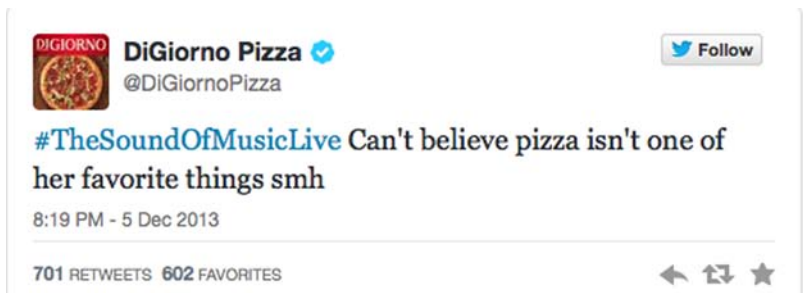 DIGIORNO
DiGiorno Pizza
Follow
@DiGiornoPizza
#TheSoundOfMusicLive Can't believe pizza isn't one of
her favorite things smh
8:19 PM - 5 Dec 2013
701 RETWEETS 602 FAVORITES